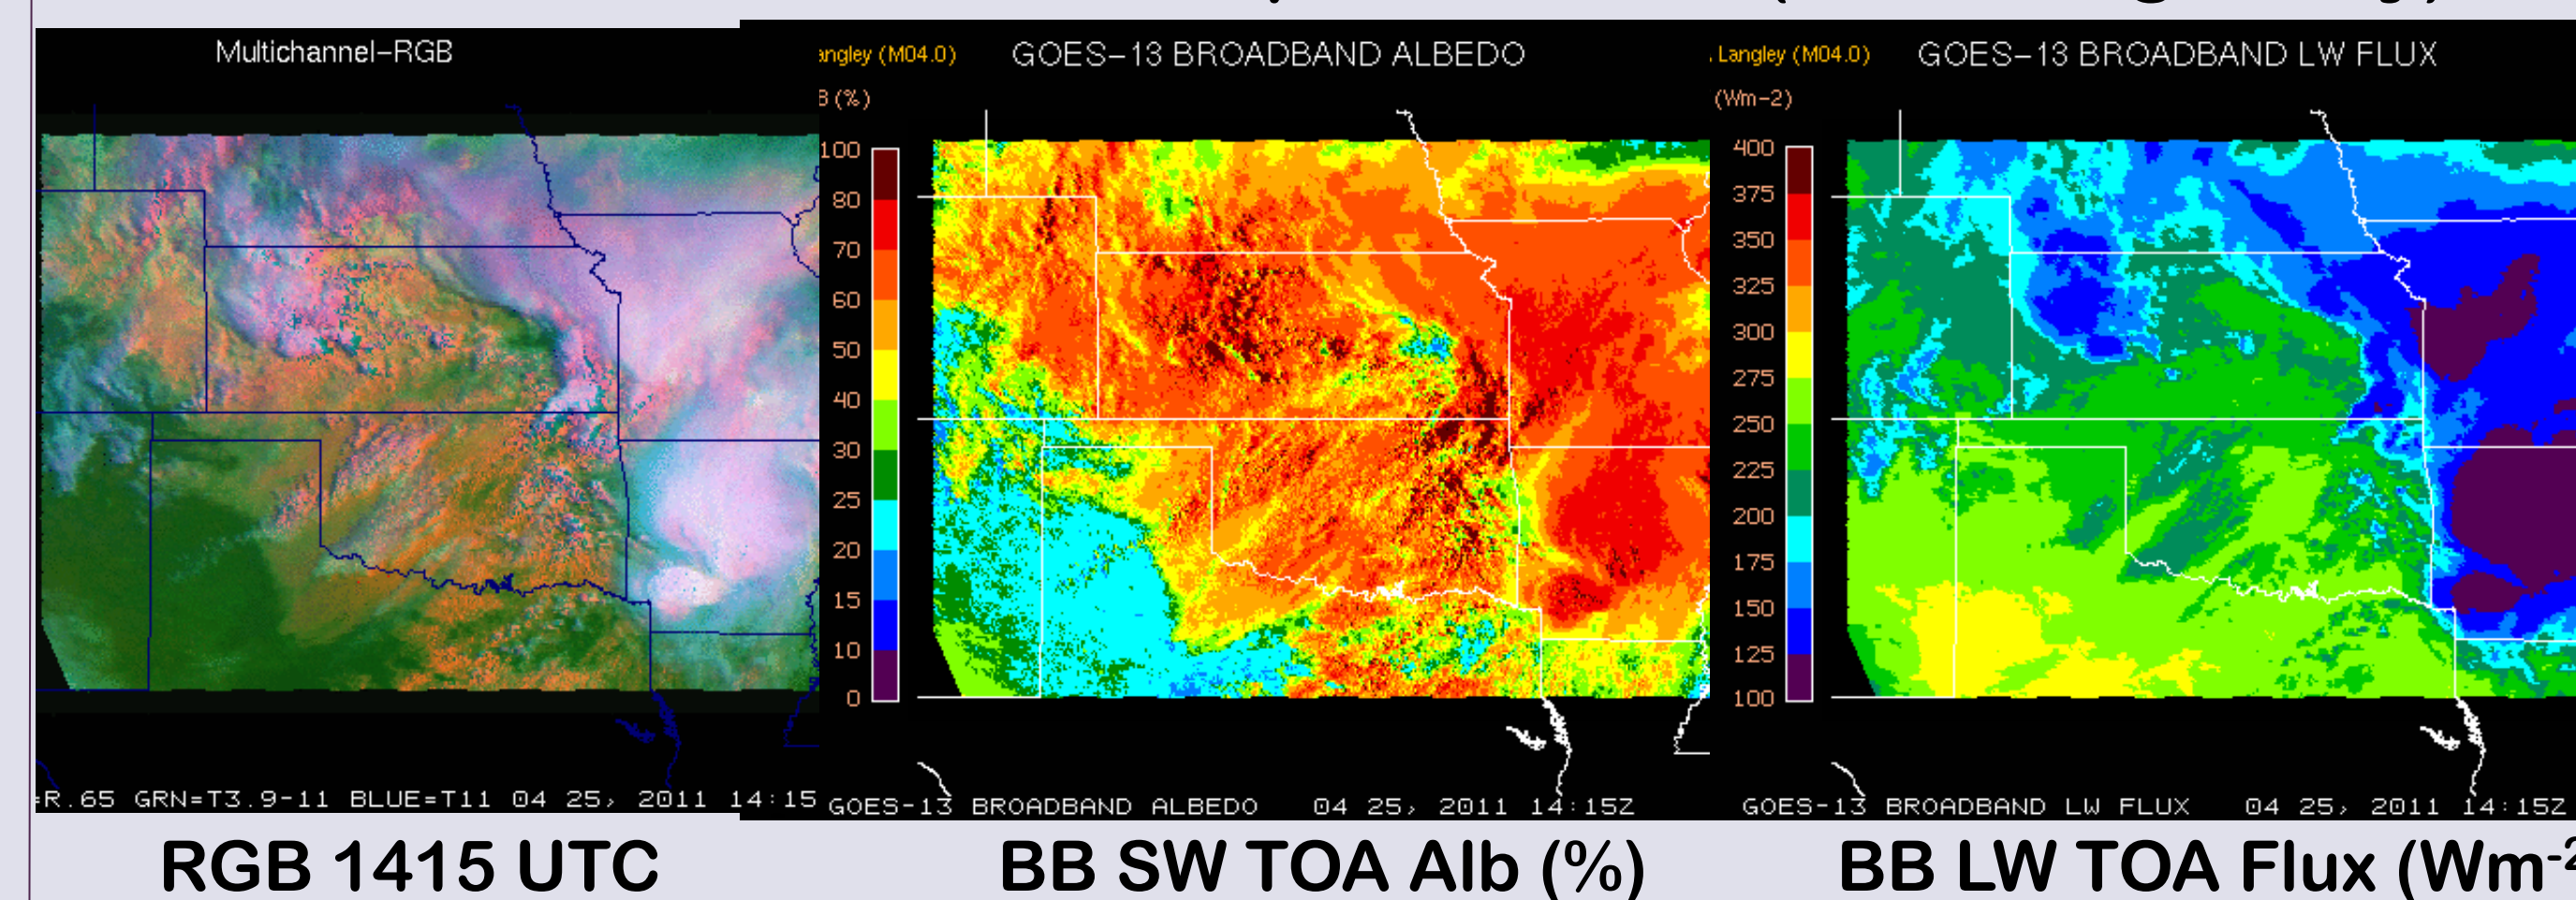 Multichannel-RGB
=R.65 GRN=T3.9-11 BLUE=T11 04 25, 2011 14:15
RGB 1415 UTC
angley (M04.0)
GOES-13 BROADBAND ALBEDO
B (%)
100
80
70
60
50
40
30
25
20
15
10
0
GOES-13 BROADBAND ALBEDO 04 25, 2011 14:15Z
BB SW TOA Alb (%)
. Langley (M04.0)
GOES-13 BROADBAND LW FLUX
(Wm-2)
400
375
350
325
300
275
250
225
200
175
150
125
100
GOES-13 BROADBAND LW FLUX 04 25, 2011 14:15Z
BB LW TOA Flux (Wm-2